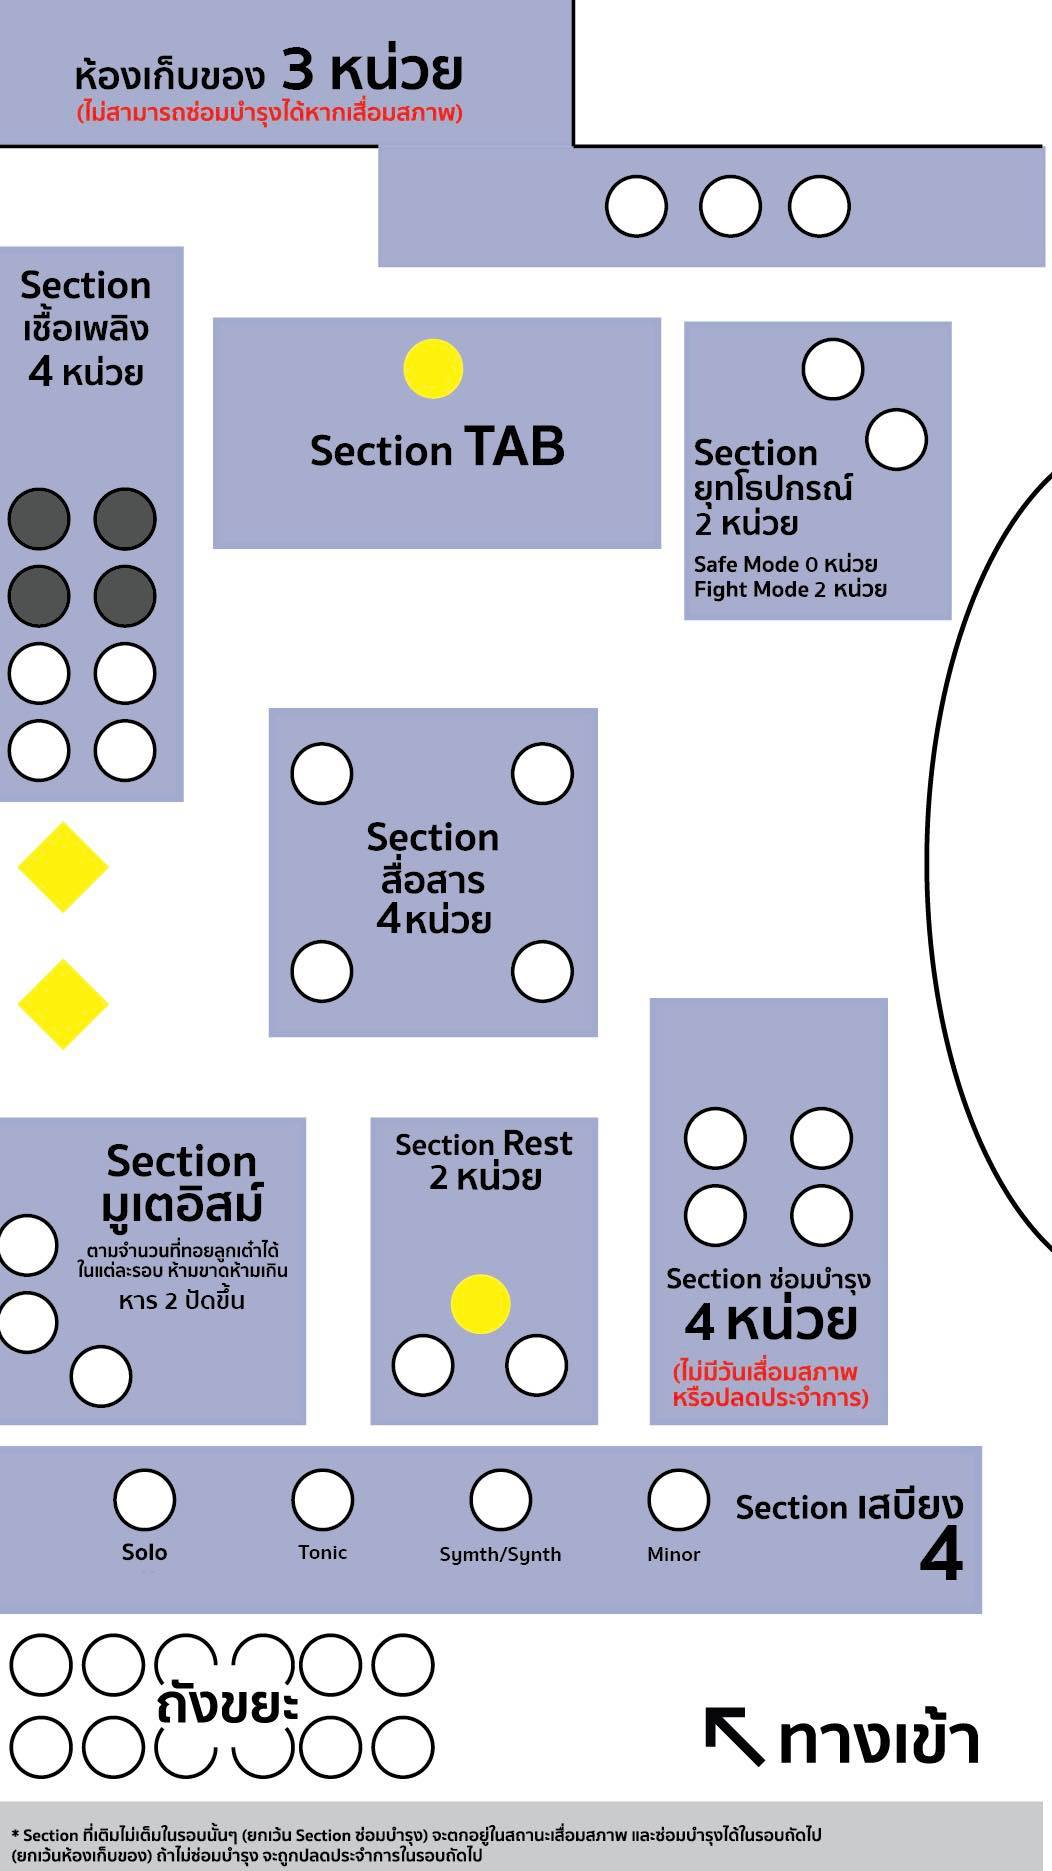 ห้องเก็บของ 3 หน่วย
(ไม่สามารถซ่อมบำรุงได้หากเสื่อมสภาพ)
Section
เชื้อเพลิง
4 หน่วย
Section TAB
Section
ยุทโธปกรณ์
2 หน่วย
Safe Mode 0 หน่วย
Fight Mode 2 หน่วย
Section
สื่อสาร
4หน่วย
Section
มูเตอิสม์
ตามจำนวนที่ทอยลูกเต๋าได้
ในแต่ละรอบ ห้ามขาดห้ามเกิน
หาร 2 ปัดขึ้น
Section Rest
2 หน่วย
Section ซ่อมบำรุง
4 หน่วย
(ไม่มีวันเสื่อมสภาพ
หรือปลดประจำการ)
Section เสบียง
4
Solo
Tonic
Symth/Synth
Minor
ถังขยะ
ทางเข้า
* Section ที่เติมไม่เต็มในรอบนั้นๆ (ยกเว้น Section ซ่อมบำรุง) จะตกอยู่ในสถานะเสื่อมสภาพ และซ่อมบำรุงได้ในรอบถัดไป
(ยกเว้นห้องเก็บของ) ถ้าไม่ซ่อมบำรุง จะถูกปลดประจำการในรอบถัดไป